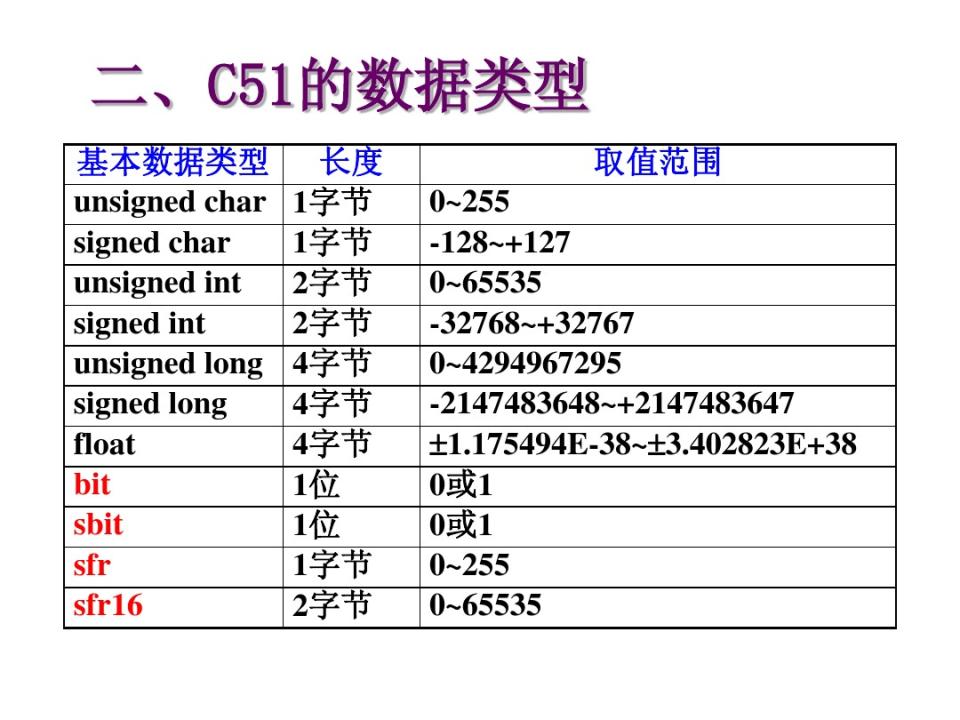 二、C51的数据类型
基本数据类型 长度 取值范围
unsigned char 1字节 0~255
signed char 1字节 -128~+127
unsigned int 2字节 0~65535
signed int 2字节 -32768~+32767
unsigned long 4字节 0~4294967295
signed long 4字节 -2147483648~+2147483647
float 4字节 ±1.175494E-38~±3.402823E+38
bit 1位 0或1
sbit 1位 0或1
sfr 1字节 0~255
sfr16 2字节 0~65535